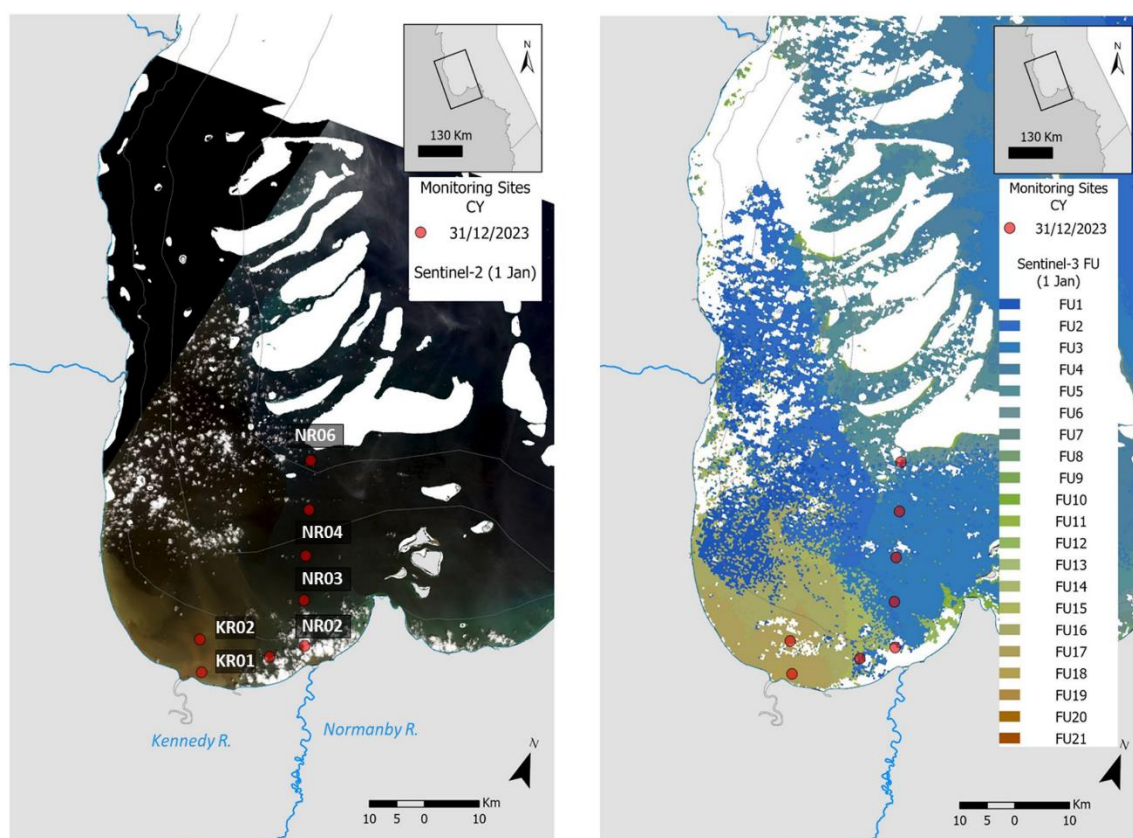 N
130 Km
Monitoring Sites
CY
31/12/2023
Sentinel-2 (1 Jan)
NR06
NR04
NR03
NR02
KR02
KR01
Kennedy R.
Normanby R.
N
Km
10 5 0 10
N
130 Km
Monitoring Sites
CY
31/12/2023
Sentinel-3 FU
(1 Jan)
FU1
FU2
FU3
FU4
FU5
FU6
FU7
FU8
FU9
FU10
FU11
FU12
FU13
FU14
FU15
FU16
FU17
FU18
FU19
FU20
FU21
N
Km
10 5 0 10